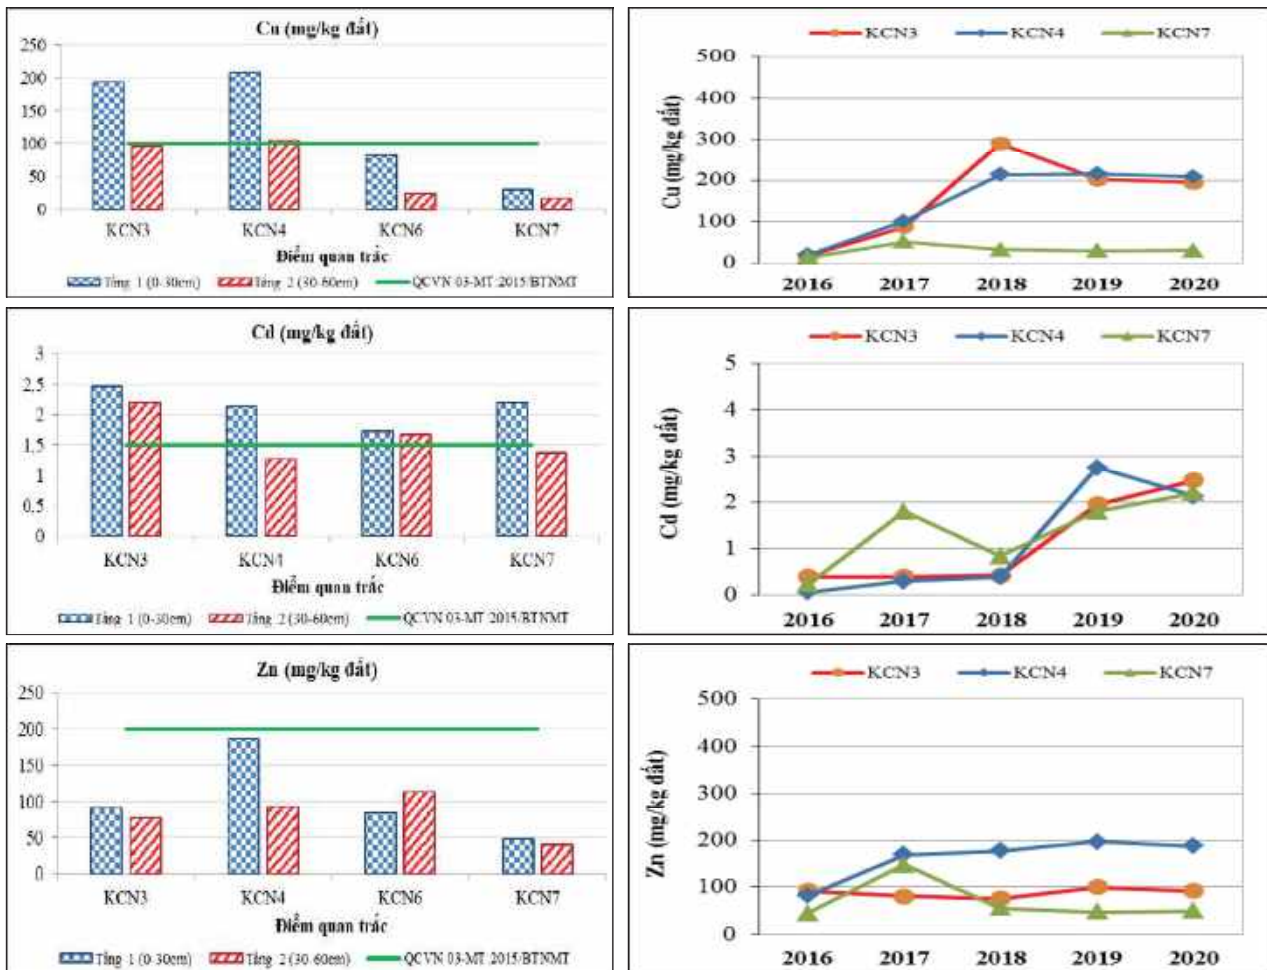 Cu (mg/kg đất)
250
200
150
100
50
0
KCN3 KCN4 KCN6 KCN7
Điểm quan trắc
Tầng 1 (0-30cm) Tầng 2 (30-60cm) QCVN 03-MT 2015/BTNMT
KCN3 KCN4 KCN7
Cu (mg/kg đất)
500
400
300
200
100
0
2016 2017 2018 2019 2020
Cd (mg/kg đất)
3
2.5
2
1.5
1
0.5
0
KCN3 KCN4 KCN6 KCN7
Điểm quan trắc
Tầng 1 (0-30cm) Tầng 2 (30-60cm) QCVN 03-MT 2015/BTNMT
KCN3 KCN4 KCN7
Cd (mg/kg đất)
5
4
3
2
1
0
2016 2017 2018 2019 2020
Zn (mg/kg đất)
250
200
150
100
50
0
KCN3 KCN4 KCN6 KCN7
Điểm quan trắc
Tầng 1 (0-30cm) Tầng 2 (30-60cm) QCVN 03-MT 2015/BTNMT
KCN3 KCN4 KCN7
Zn (mg/kg đất)
500
400
300
200
100
0
2016 2017 2018 2019 2020